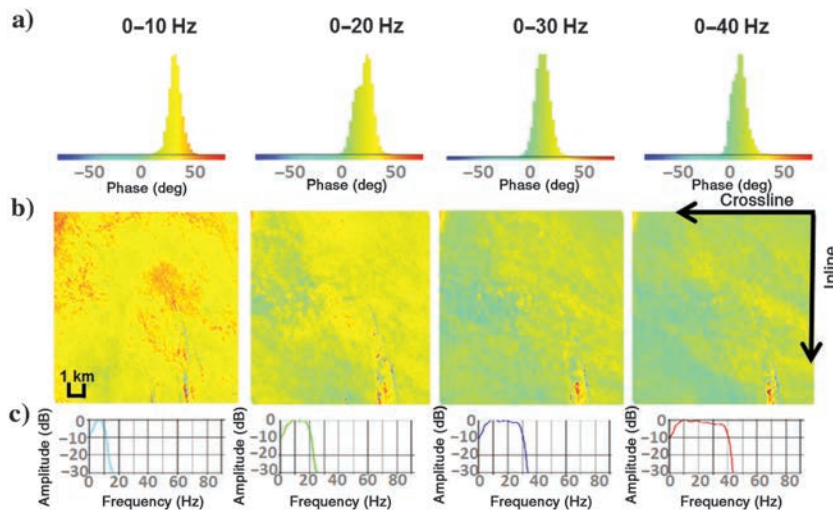 a)
0–10 Hz
0–20 Hz
0–30 Hz
0–40 Hz
−50 0 50
Phase (deg)
−50 0 50
Phase (deg)
−50 0 50
Phase (deg)
−50 0 50
Phase (deg)
b)
Crossline
Inline
1 km
c)
Amplitude (dB)
0
−10
−20
−30
0 20 40 60 80
Frequency (Hz)
Amplitude (dB)
0
−10
−20
−30
0 20 40 60 80
Frequency (Hz)
Amplitude (dB)
0
−10
−20
−30
0 20 40 60 80
Frequency (Hz)
Amplitude (dB)
0
−10
−20
−30
0 20 40 60 80
Frequency (Hz)